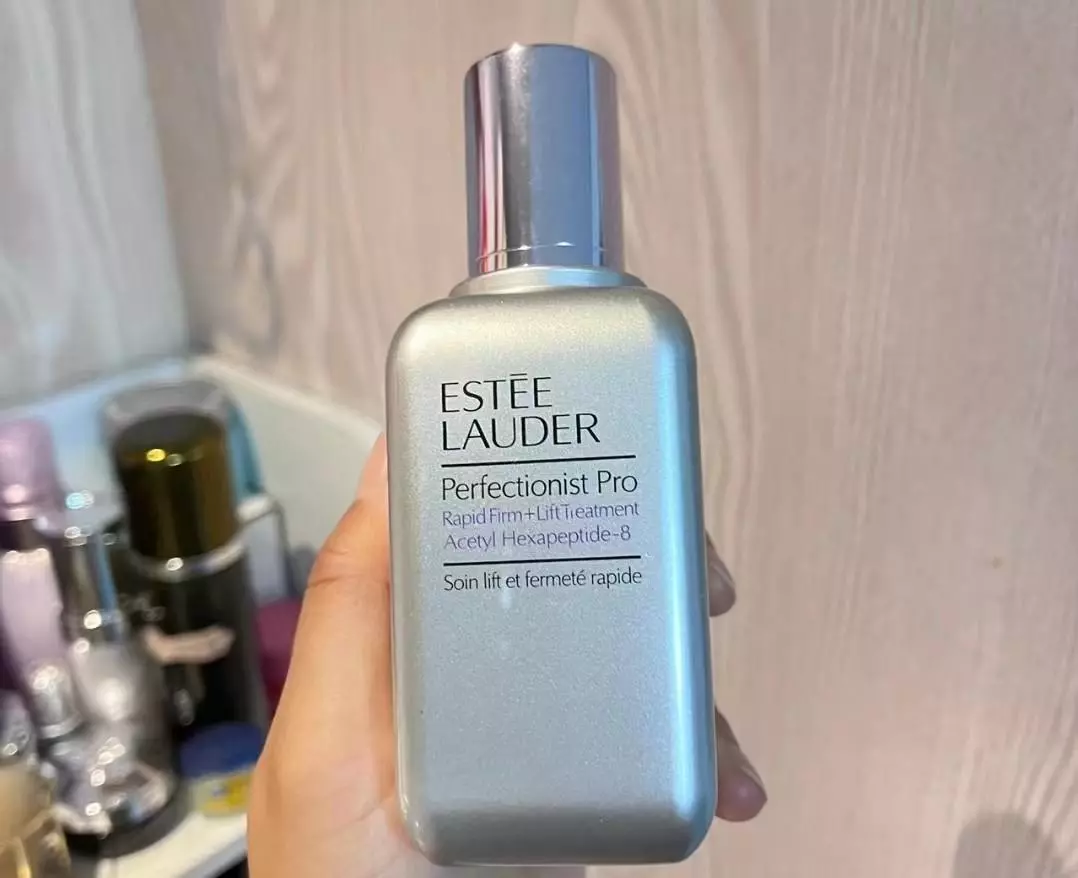 ESTĒE
LAUDER
Perfectionist Pro
Rapid Firm+Lift Treatment
Acetyl Hexapeptide-8
Soin lift et fermeté rapide